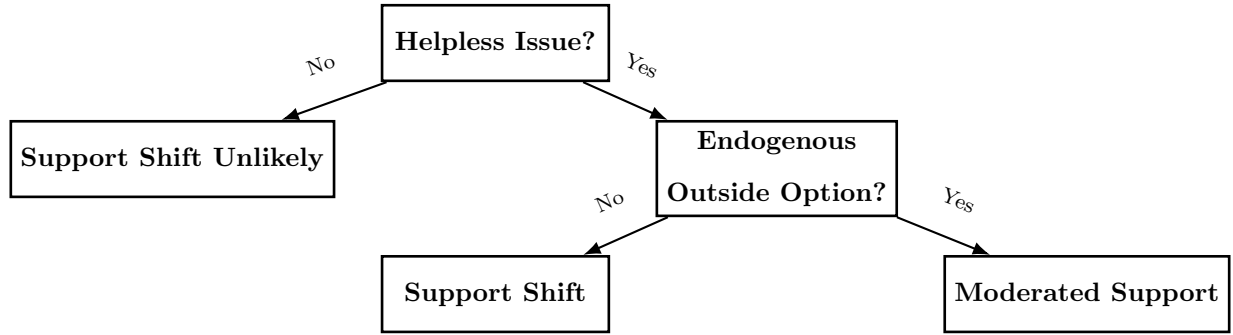 Helpless Issue?
No
Yes
Support Shift Unlikely
Endogenous
Outside Option?
No
Yes
Support Shift
Moderated Support